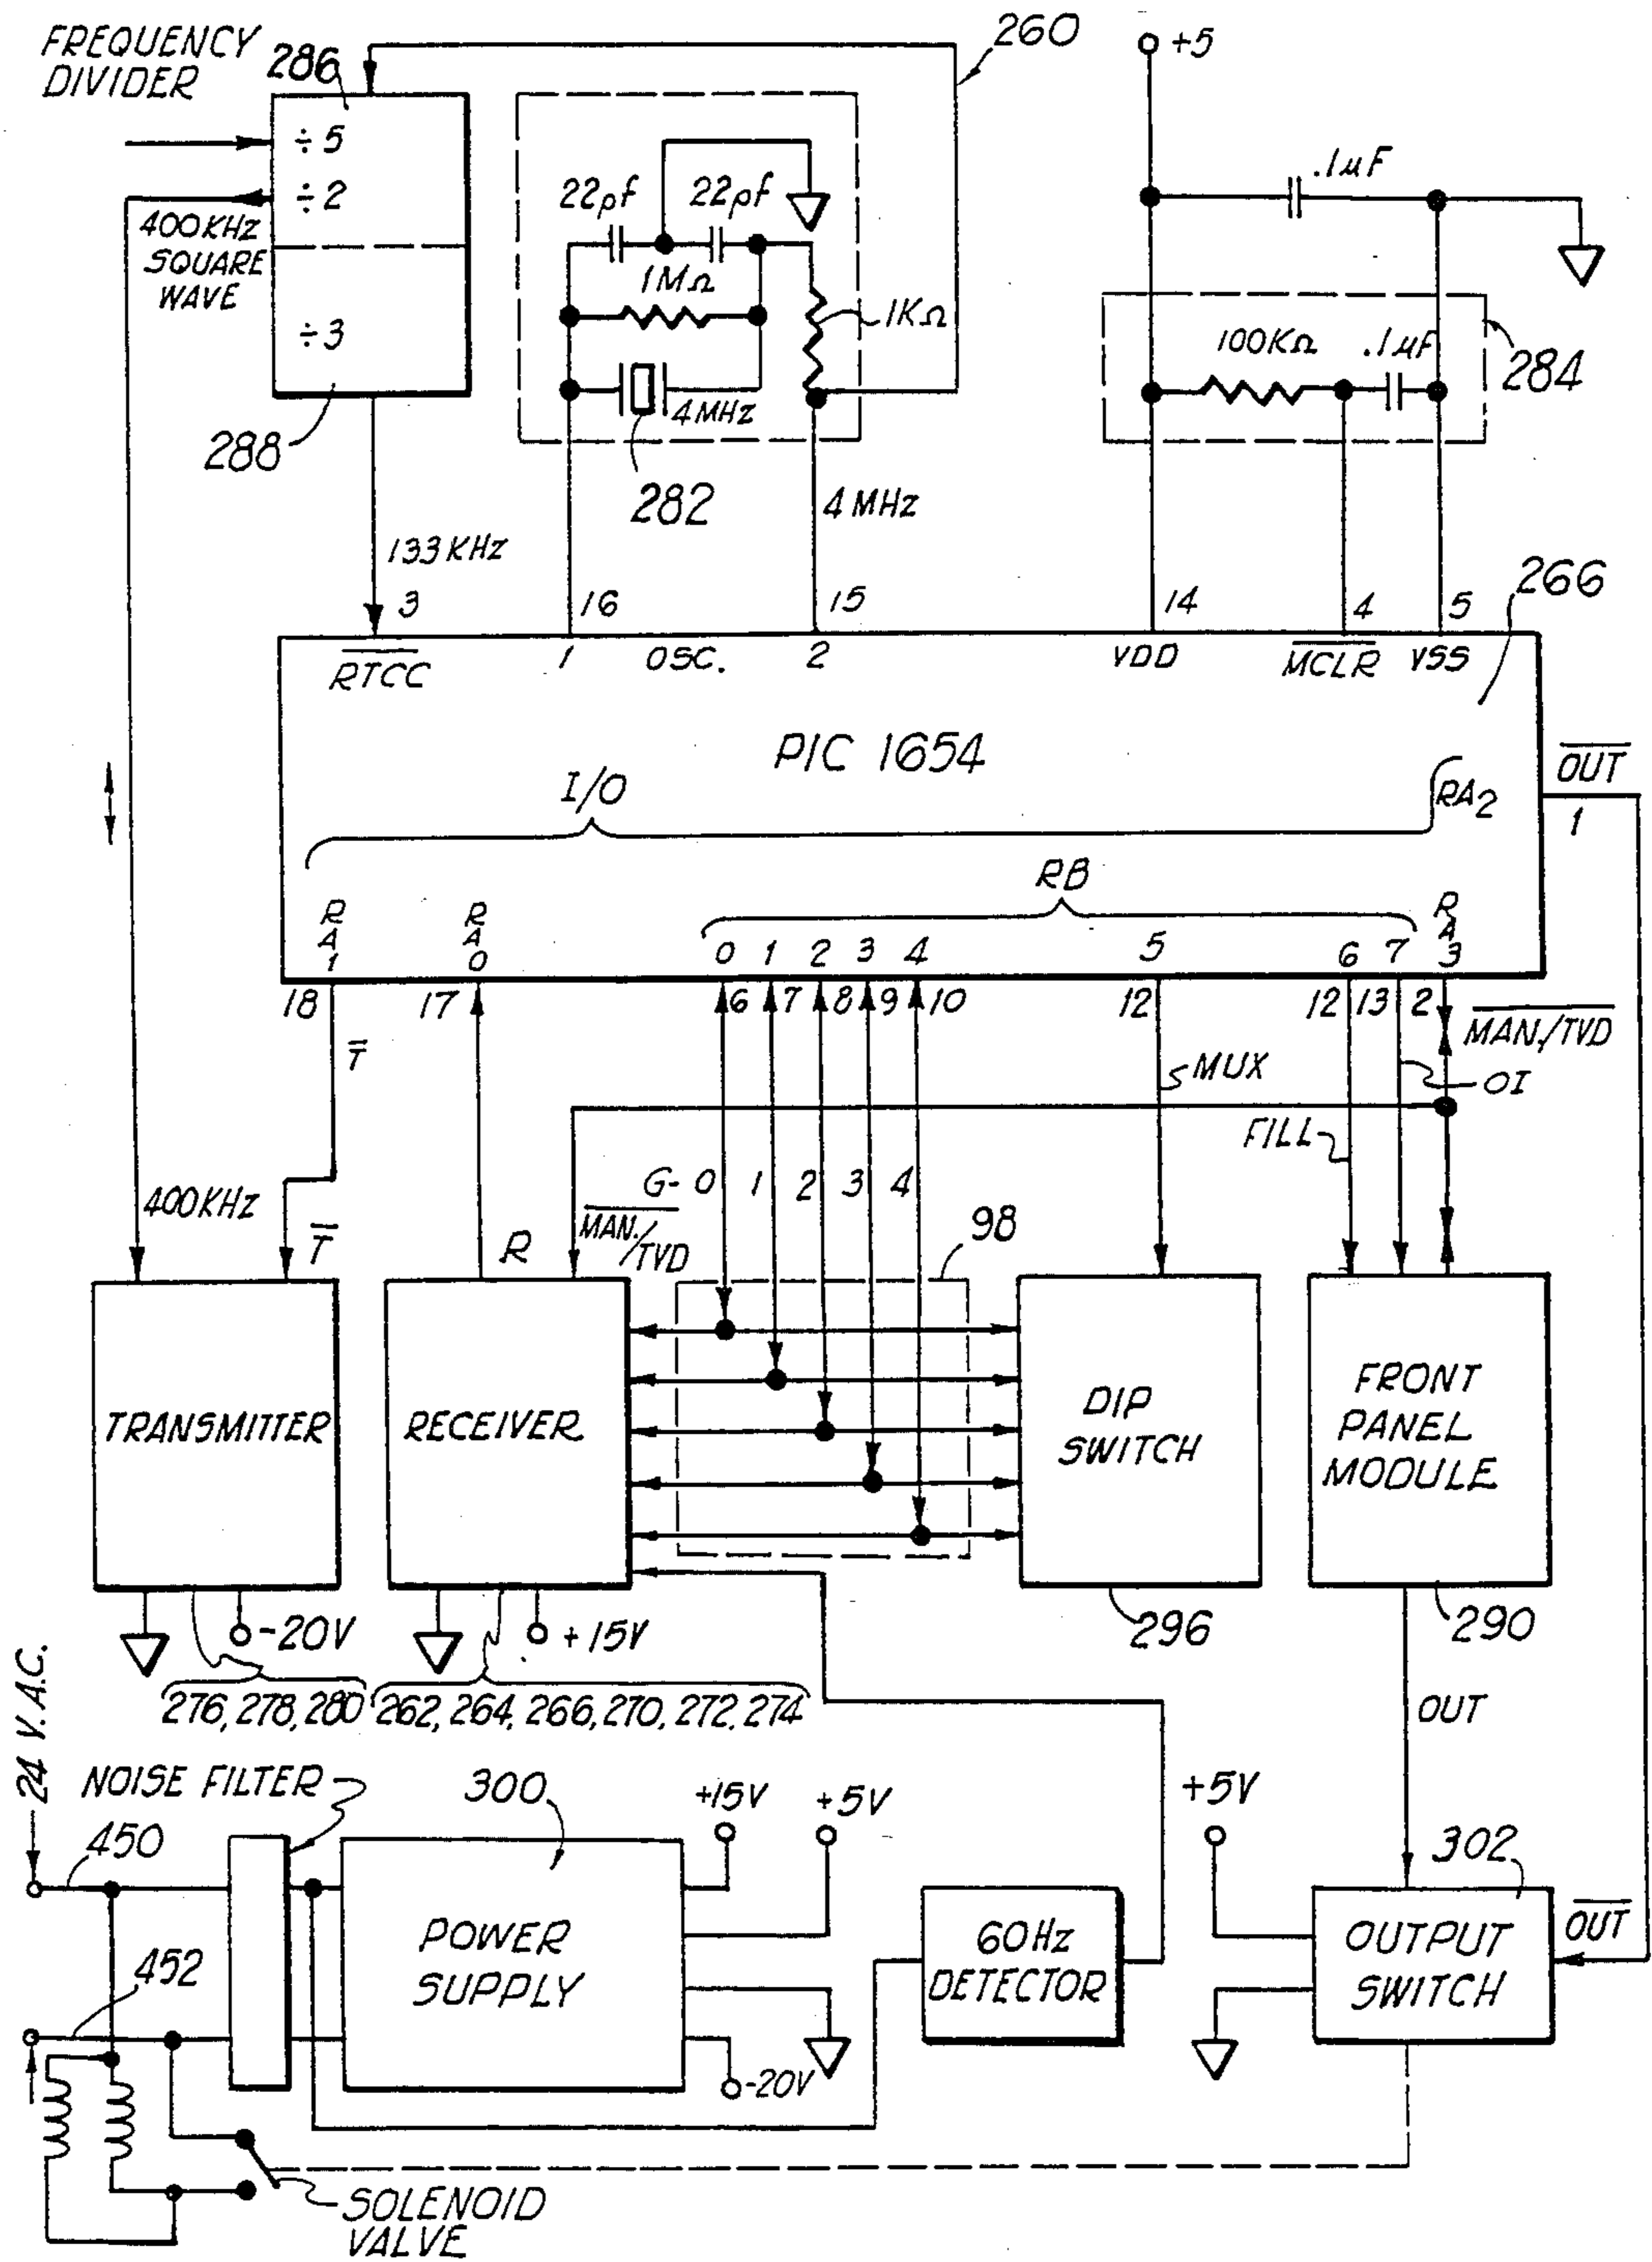 FREQUENCY
DIVIDER
286
260
+5
÷5
÷2
400KHZ
SQUARE
WAVE
÷3
22pf
22pf
1MΩ
1KΩ
4 MHZ
282
288
.1µF
100KΩ
.1µF
284
133 KHZ
4 MHZ
266
3
16
15
14
4
5
RTCC
1
OSC.
2
VDD
MCLR
VSS
PIC 1654
OUT
1
I/O
RA2
RB
RA1
RA0
0
1
2
3
4
5
6
7
RA3
18
17
6
7
8
9
10
12
12
13
2
T
MAN./TVD
MUX
OI
FILL
G-
0
1
2
3
4
400KHZ
T
R
MAN./
TVD
98
TRANSMITTER
RECEIVER
DIP
SWITCH
FRONT
PANEL
MODULE
-20V
+15V
296
290
276, 278, 280
262, 264, 266, 270, 272, 274
OUT
24 V.A.C.
NOISE FILTER
300
+15V
+5V
+5V
302
450
452
POWER
SUPPLY
-20V
60HZ
DETECTOR
OUTPUT
SWITCH
OUT
SOLENOID
VALVE